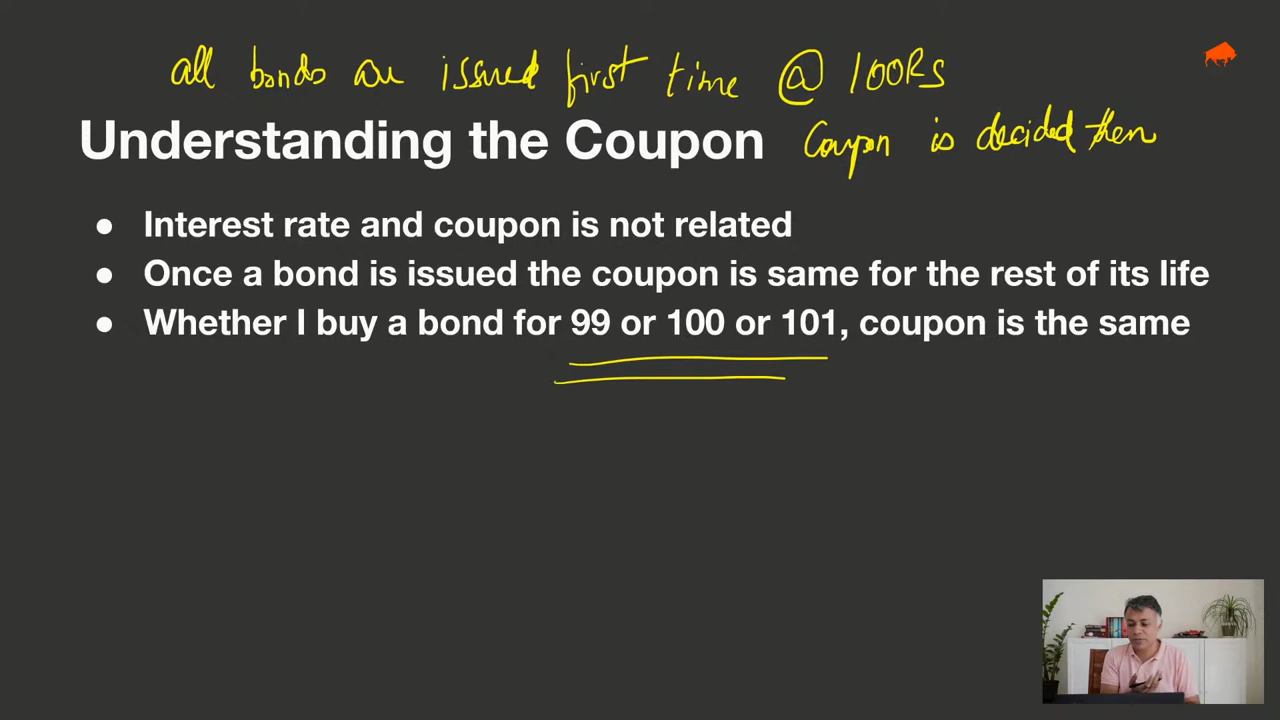 all bonds are issued first time @ 100RS
Understanding the Coupon
Coupon is decided then
● Interest rate and coupon is not related
● Once a bond is issued the coupon is same for the rest of its life
● Whether I buy a bond for 99 or 100 or 101, coupon is the same